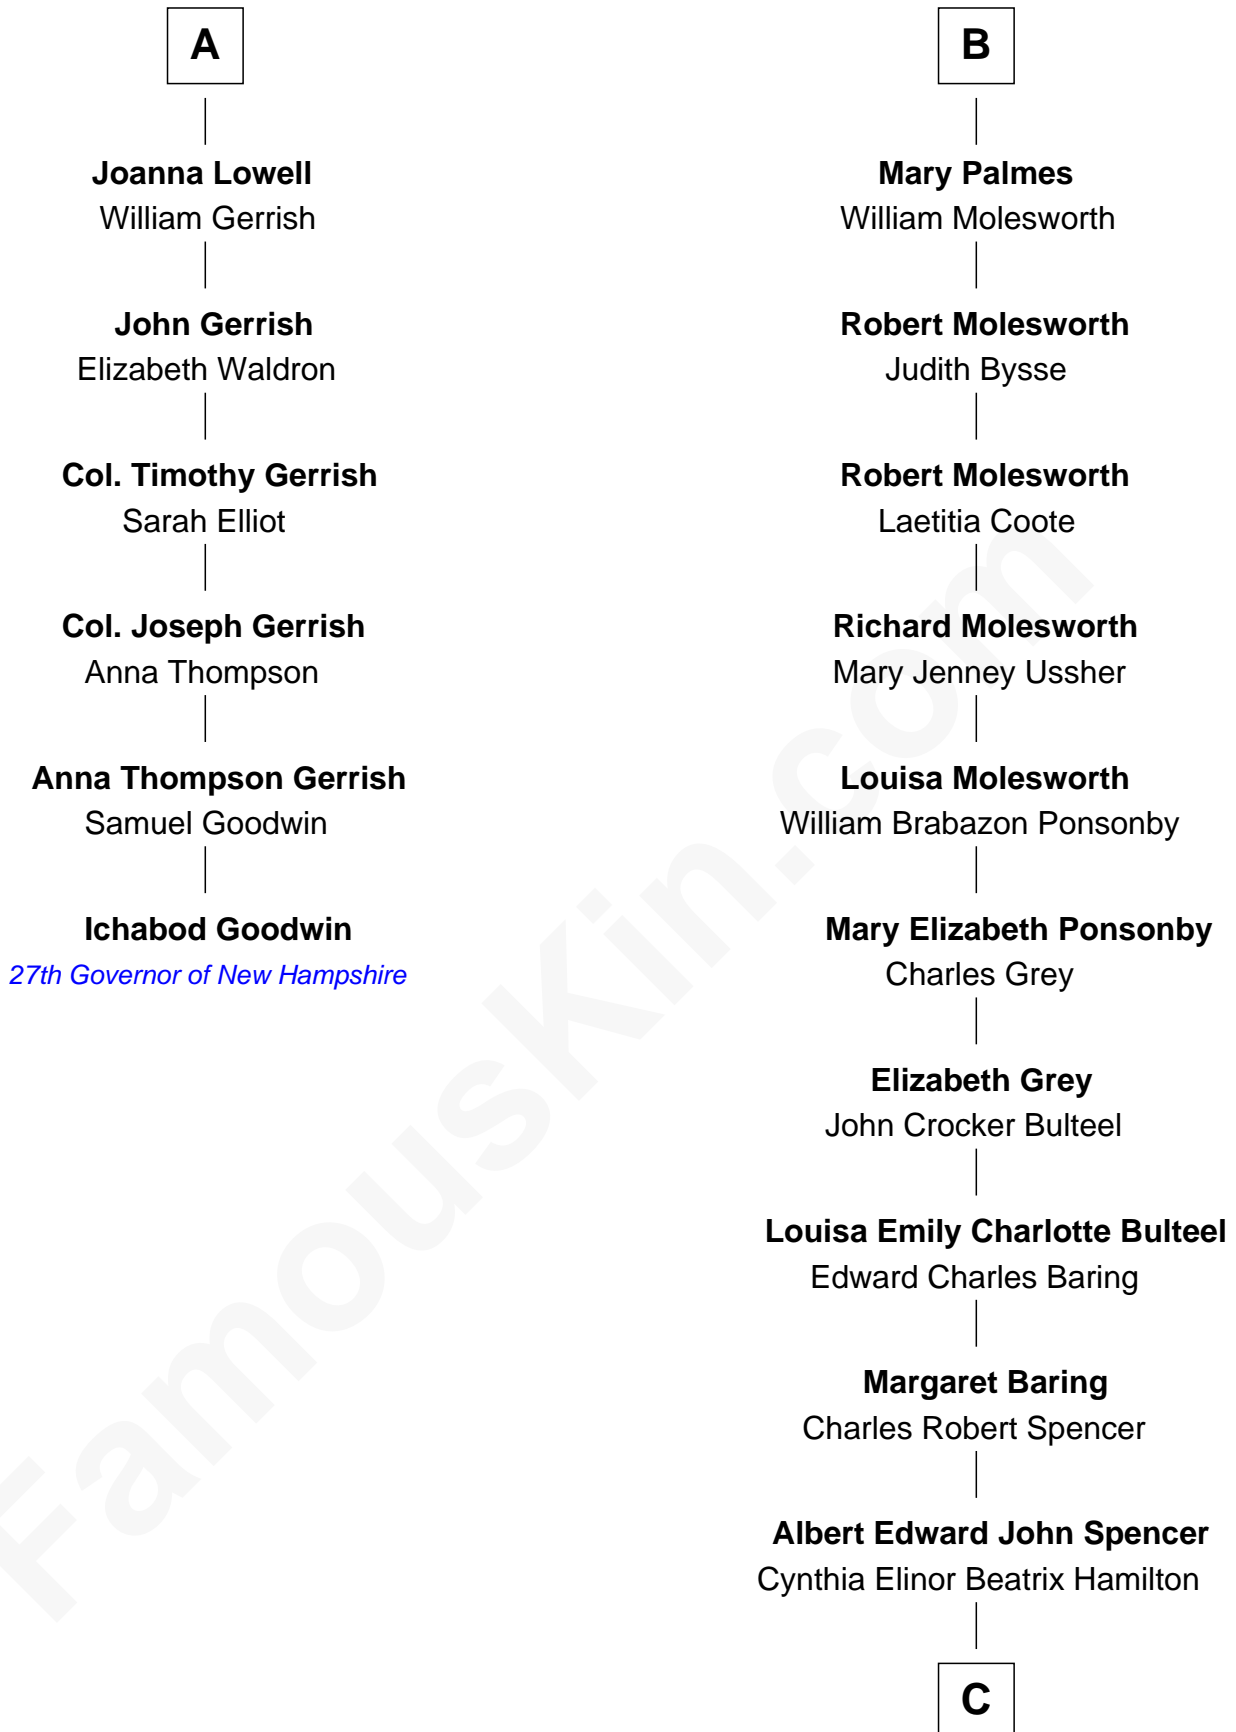 A
Joanna Lowell
William Gerrish
John Gerrish
Elizabeth Waldron
Col. Timothy Gerrish
Sarah Elliot
Col. Joseph Gerrish
Anna Thompson
Anna Thompson Gerrish
Samuel Goodwin
Ichabod Goodwin
27th Governor of New Hampshire
B
Mary Palmes
William Molesworth
Robert Molesworth
Judith Bysse
Robert Molesworth
Laetitia Coote
Richard Molesworth
Mary Jenney Ussher
Louisa Molesworth
William Brabazon Ponsonby
Mary Elizabeth Ponsonby
Charles Grey
Elizabeth Grey
John Crocker Bulteel
Louisa Emily Charlotte Bulteel
Edward Charles Baring
Margaret Baring
Charles Robert Spencer
Albert Edward John Spencer
Cynthia Elinor Beatrix Hamilton
C
FamousKin.com